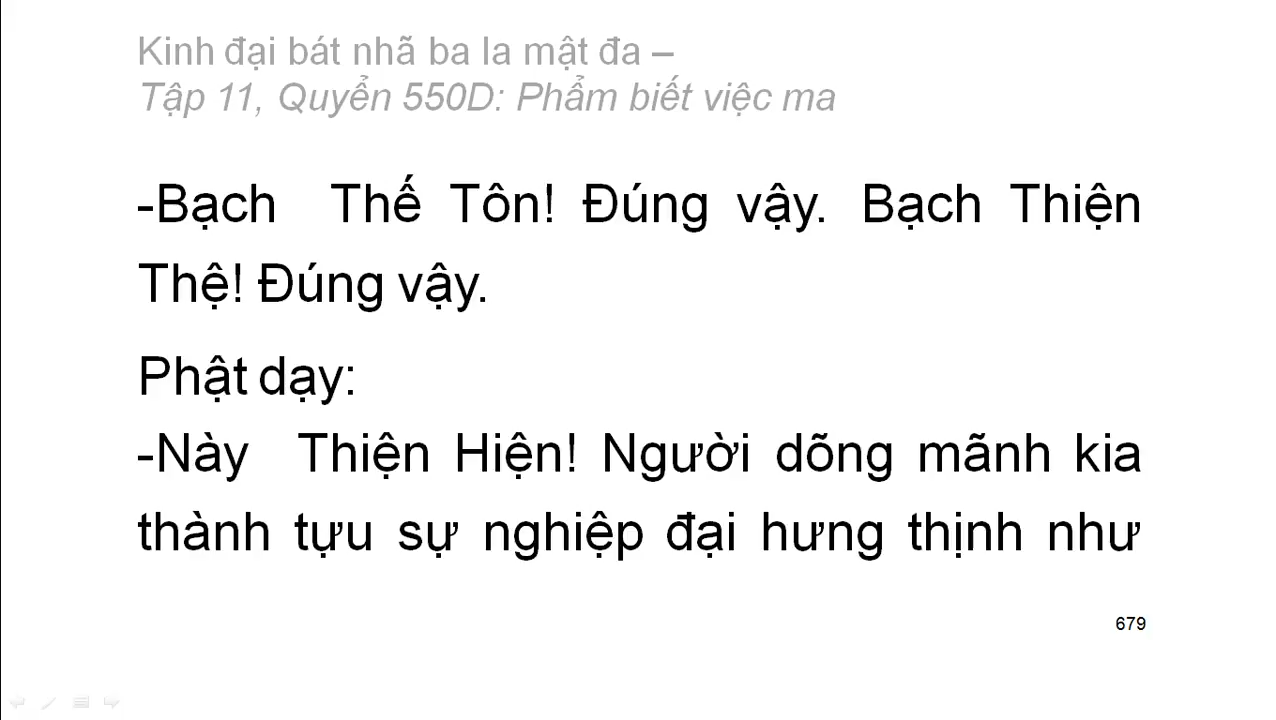 Kinh đại bát nhã ba la mật đa –
Tập 11, Quyển 550D: Phẩm biết việc ma
-Bạch Thế Tôn! Đúng vậy. Bạch Thiện
Thệ! Đúng vậy.
Phật dạy:
-Này Thiện Hiện! Người dõng mãnh kia
thành tựu sự nghiệp đại hưng thịnh như
679